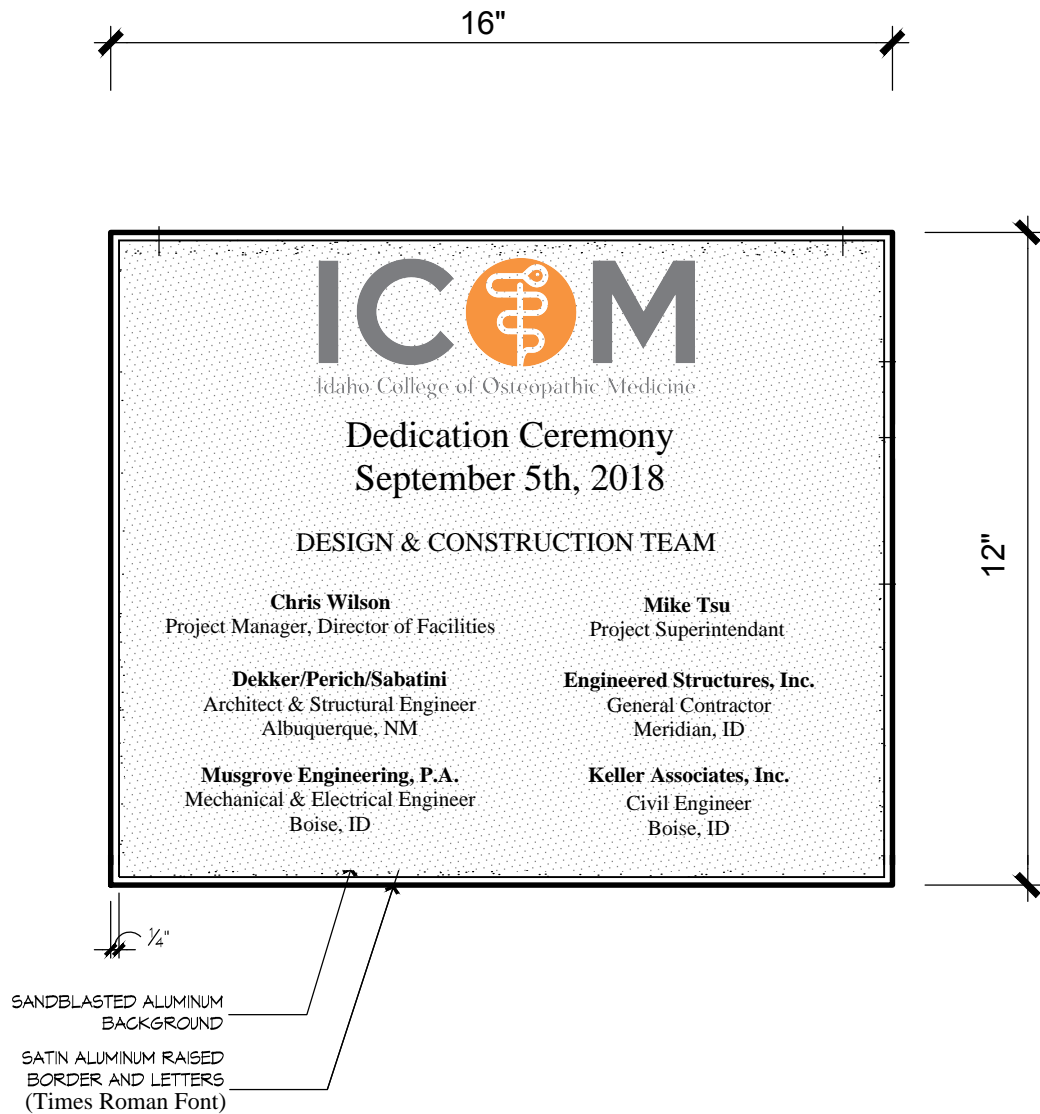 16"
ICOM
Idaho College of Osteopathic Medicine
Dedication Ceremony
September 5th, 2018
DESIGN & CONSTRUCTION TEAM
Chris Wilson
Project Manager, Director of Facilities
Mike Tsu
Project Superintendant
Dekker/Perich/Sabatini
Architect & Structural Engineer
Albuquerque, NM
Engineered Structures, Inc.
General Contractor
Meridian, ID
Musgrove Engineering, P.A.
Mechanical & Electrical Engineer
Boise, ID
Keller Associates, Inc.
Civil Engineer
Boise, ID
12"
¼"
SANDBLASTED ALUMINUM
BACKGROUND
SATIN ALUMINUM RAISED
BORDER AND LETTERS
(Times Roman Font)